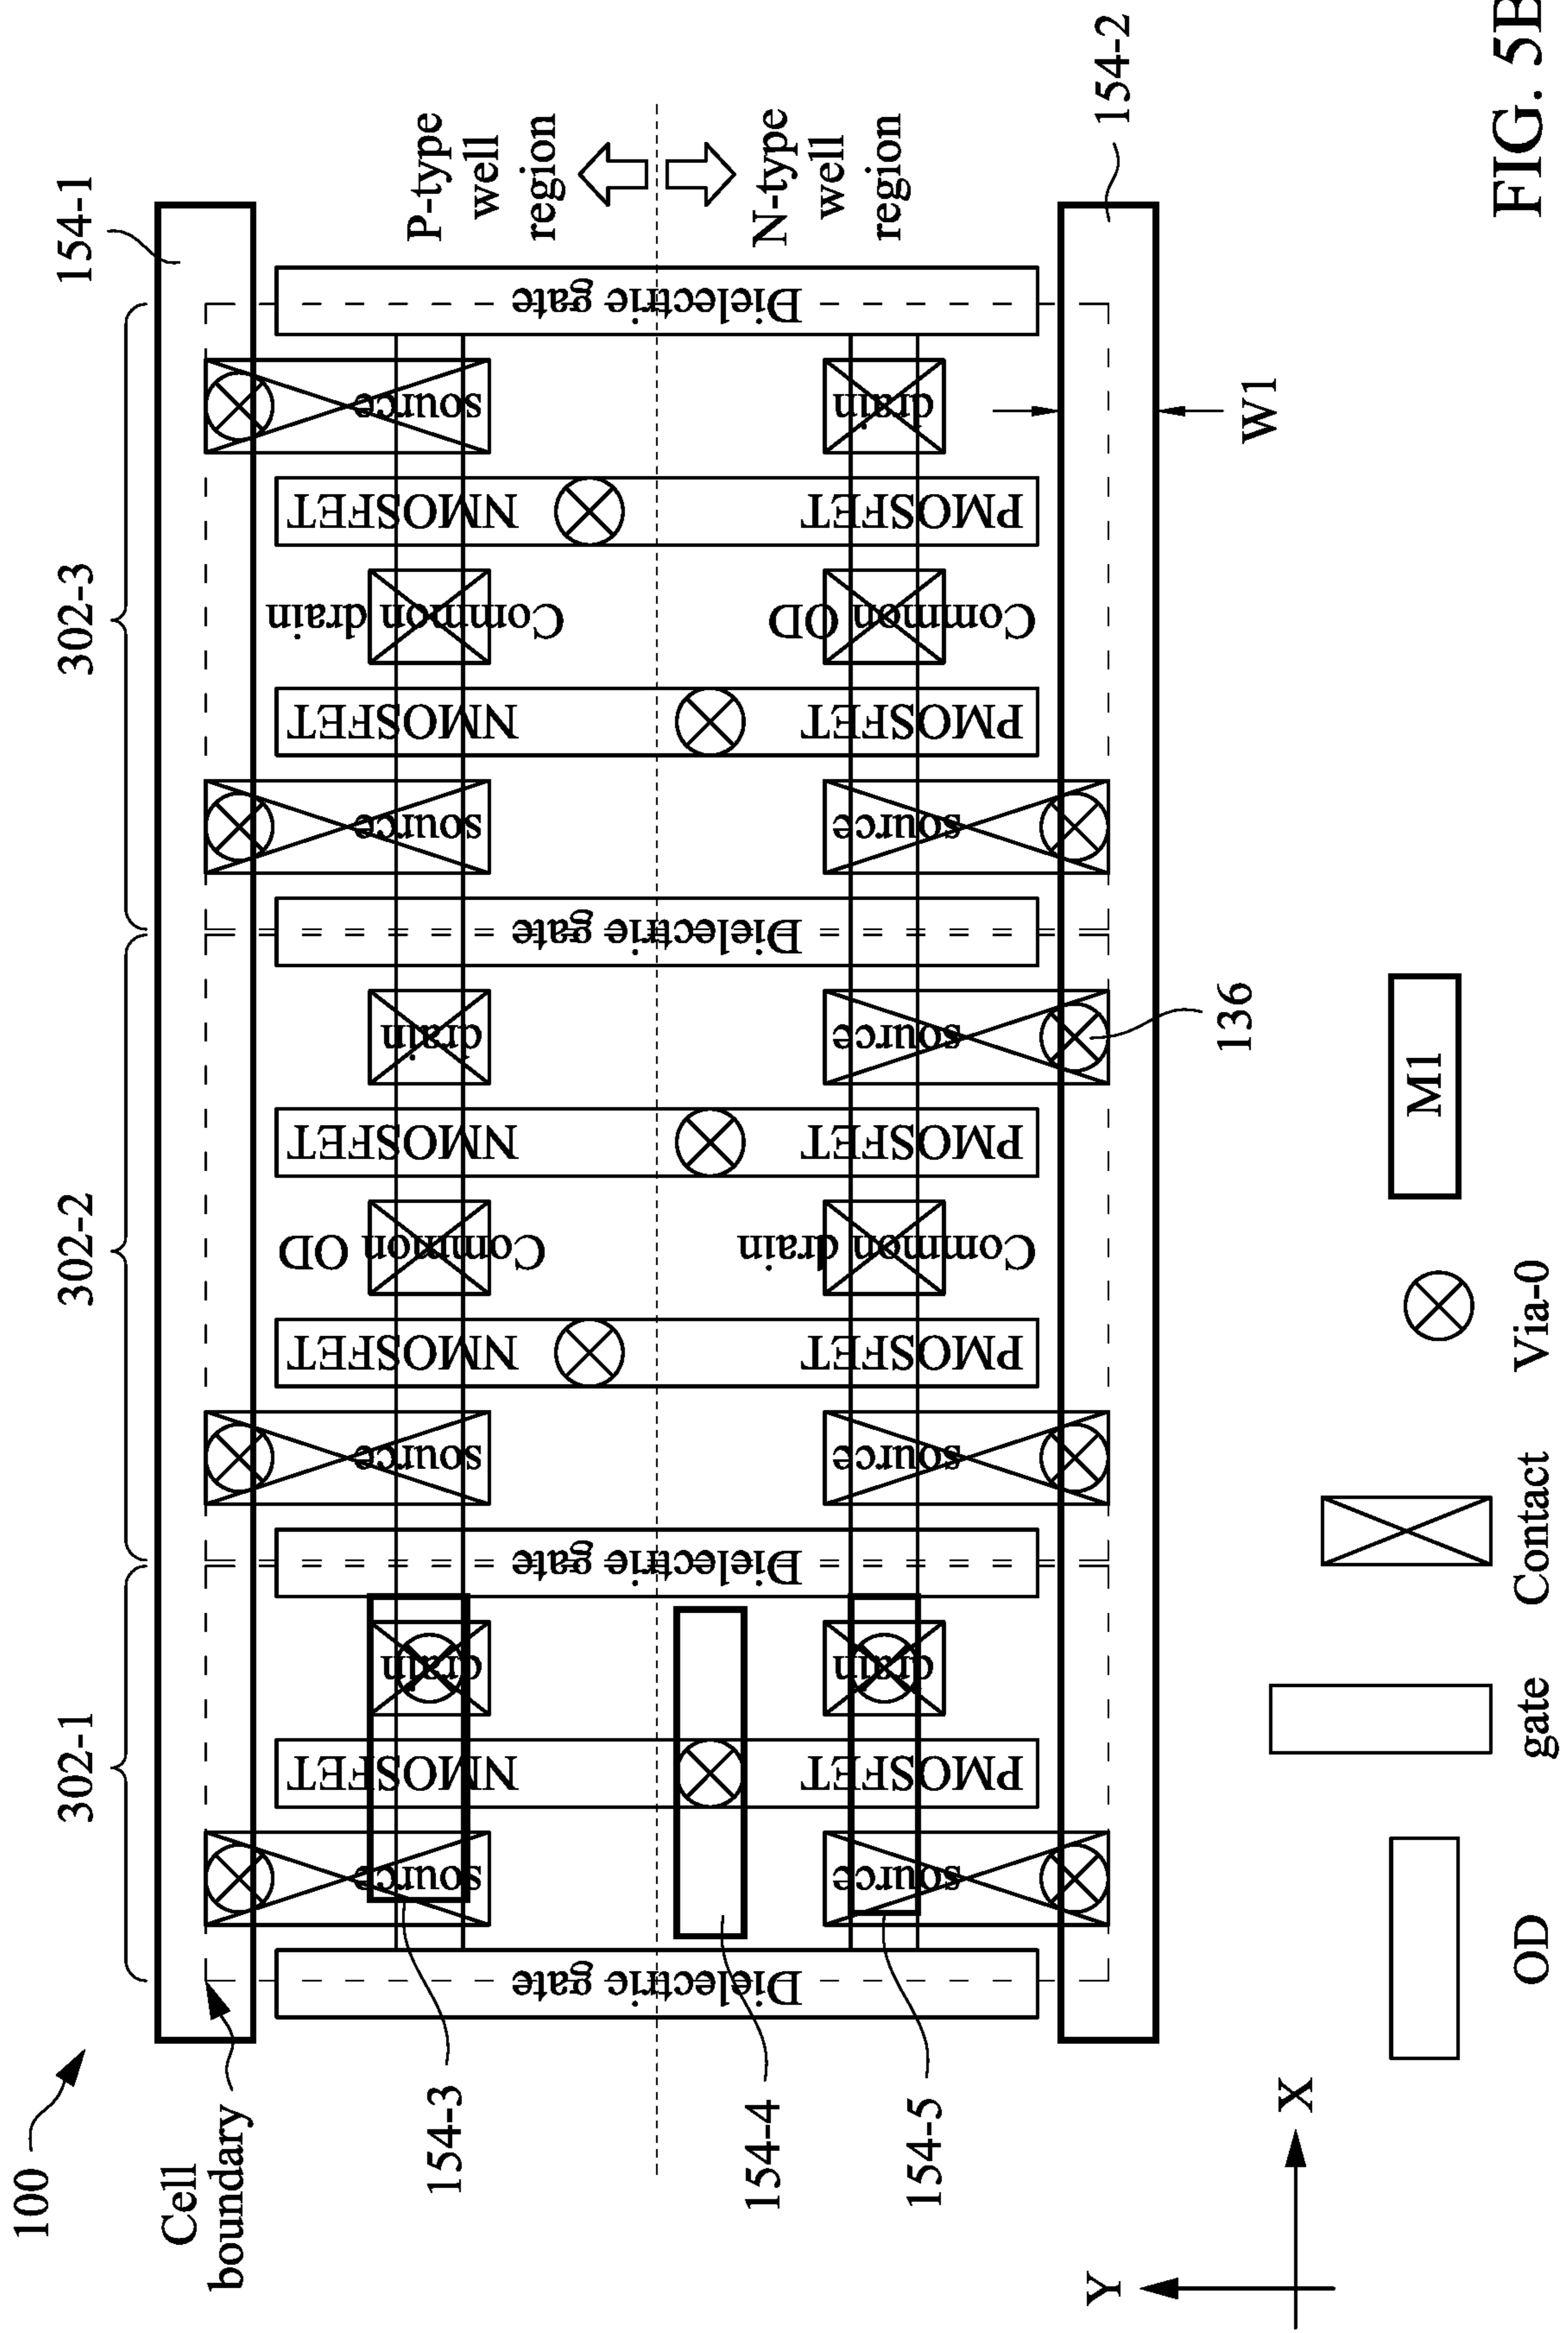 100
Cell
boundary
302-1
302-2
302-3
154-1
P-type
well
region
N-type
well
region
154-2
source
source
drain
source
source
NMOSFET
NMOSFET
Common OD
NMOSFET
NMOSFET
Common drain
NMOSFET
Dielectric gate
Dielectric gate
Dielectric gate
Dielectric gate
PMOSFET
PMOSFET
Common drain
PMOSFET
PMOSFET
Common OD
PMOSFET
source
drain
source
source
source
drain
drain
154-3
154-4
154-5
136
W1
Y
X
OD
gate
Contact
Via-0
M1
FIG. 5B